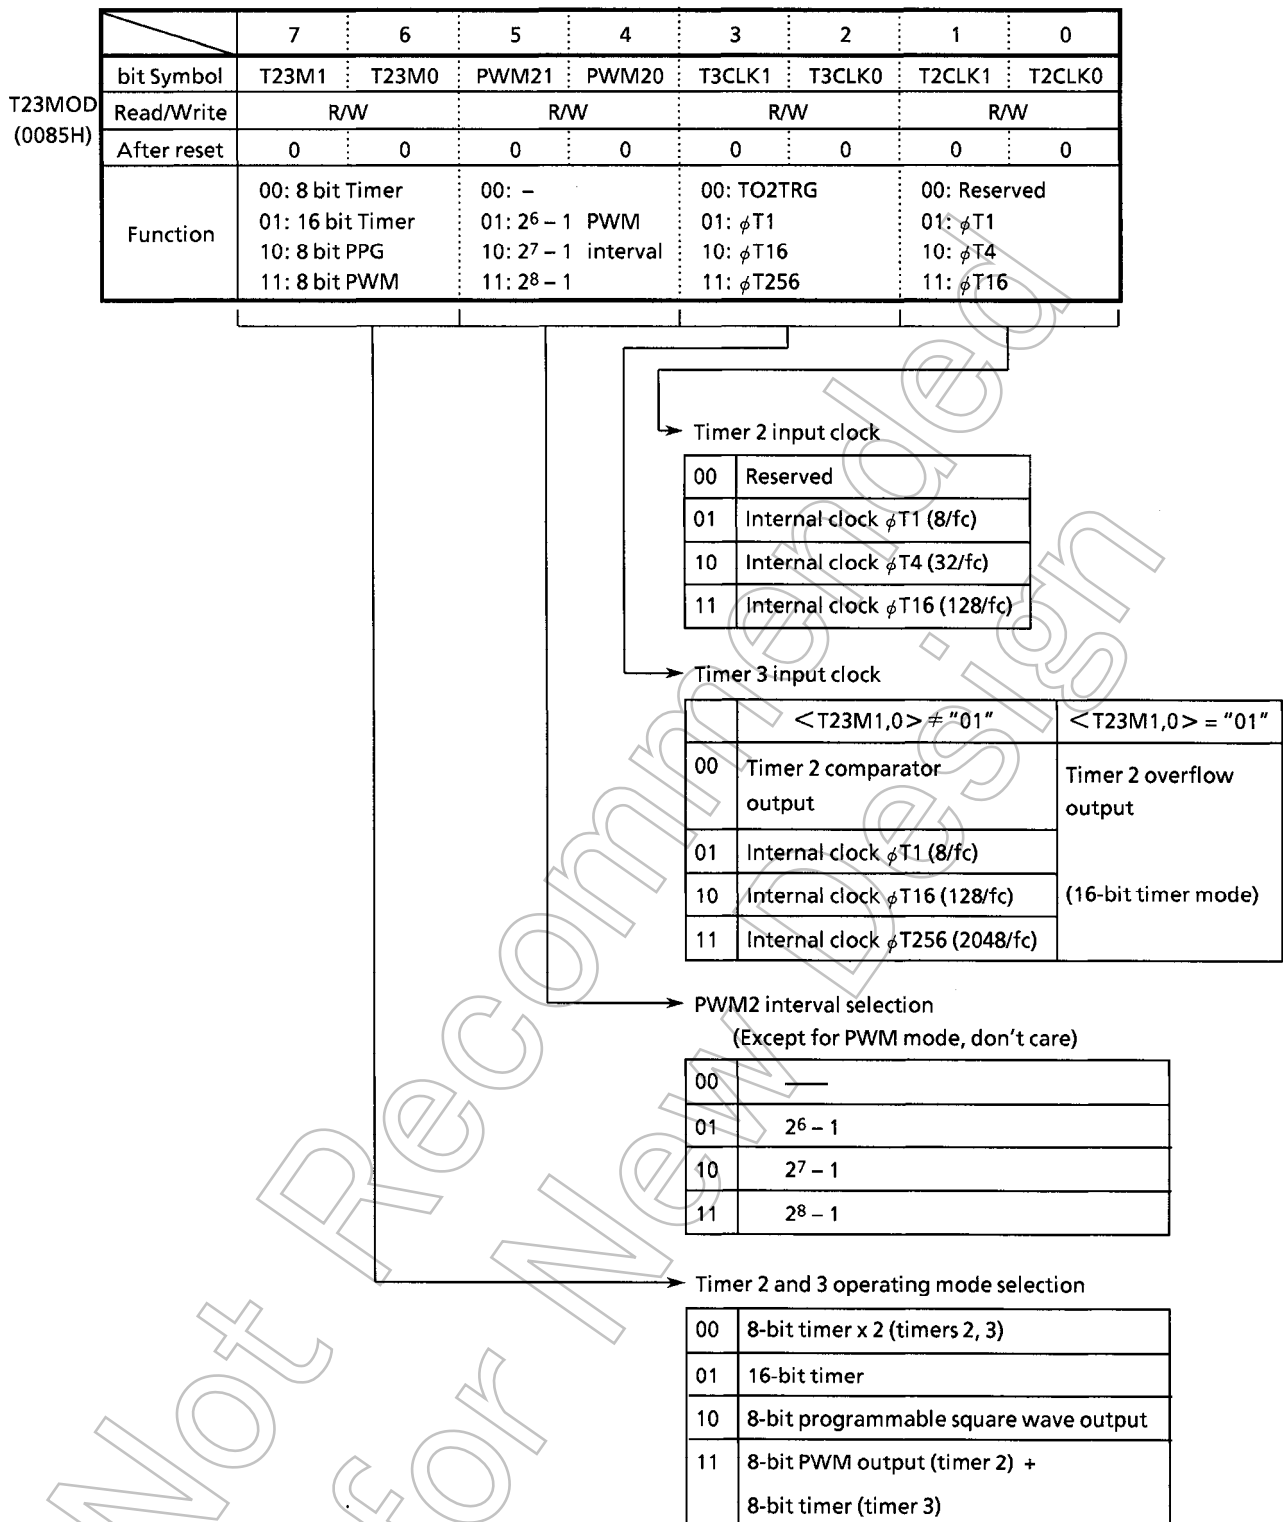 7 6 5 4 3 2 1 0
bit Symbol T23M1 T23M0 PWM21 PWM20 T3CLK1 T3CLK0 T2CLK1 T2CLK0
T23MOD
(0085H)
Read/Write R/W R/W R/W R/W
After reset 0 0 0 0 0 0 0 0
Function
00: 8 bit Timer 00: – 00: TO2TRG 00: Reserved
01: 16 bit Timer 01: 2⁶ – 1 PWM 01: ϕT1 01: ϕT1
10: 8 bit PPG 10: 2⁷ – 1 interval 10: ϕT16 10: ϕT4
11: 8 bit PWM 11: 2⁸ – 1 11: ϕT256 11: ϕT16
Timer 2 input clock
00 Reserved
01 Internal clock ϕT1 (8/fc)
10 Internal clock ϕT4 (32/fc)
11 Internal clock ϕT16 (128/fc)
Timer 3 input clock
<T23M1,0> ≠ "01" <T23M1,0> = "01"
00 Timer 2 comparator
output
Timer 2 overflow
output
01 Internal clock ϕT1 (8/fc)
10 Internal clock ϕT16 (128/fc) (16-bit timer mode)
11 Internal clock ϕT256 (2048/fc)
PWM2 interval selection
(Except for PWM mode, don't care)
00 —
01 2⁶ – 1
10 2⁷ – 1
11 2⁸ – 1
Timer 2 and 3 operating mode selection
00 8-bit timer x 2 (timers 2, 3)
01 16-bit timer
10 8-bit programmable square wave output
11 8-bit PWM output (timer 2) +
8-bit timer (timer 3)
Not Recommended
for New Design